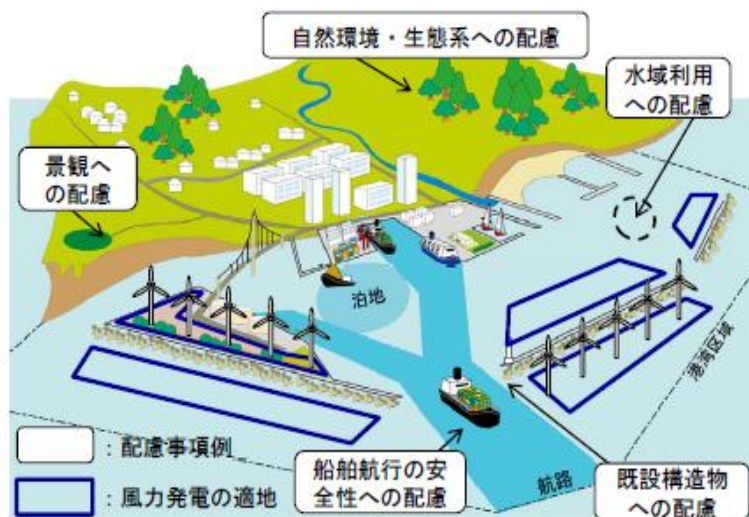 自然環境・生態系への配慮
水域利用
への配慮
景観へ
の配慮
泊地
港湾区域
:配慮事項例
:風力発電の適地
船舶航行の安
全性への配慮
航路
既設構造物
への配慮